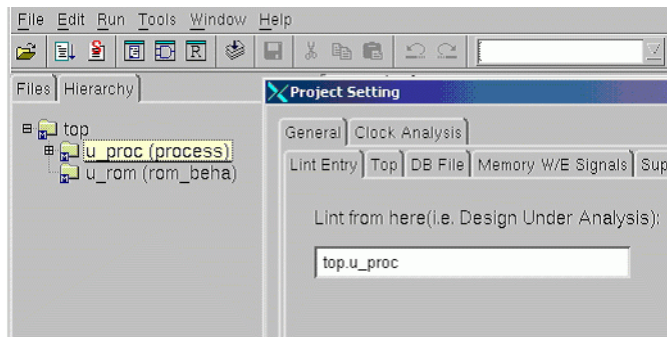 File Edit Run Tools Window Help
R
Files Hierarchy
top
u_proc (process)
u_rom (rom_beha)
Project Setting
General Clock Analysis
Lint Entry Top DB File Memory W/E Signals Sup
Lint from here(i.e. Design Under Analysis):
top.u_proc